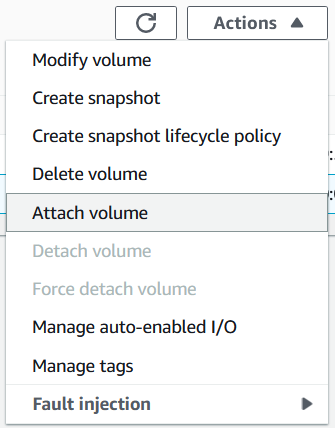 Actions
Modify volume
Create snapshot
Create snapshot lifecycle policy
Delete volume
Attach volume
Detach volume
Force detach volume
Manage auto-enabled I/O
Manage tags
Fault injection